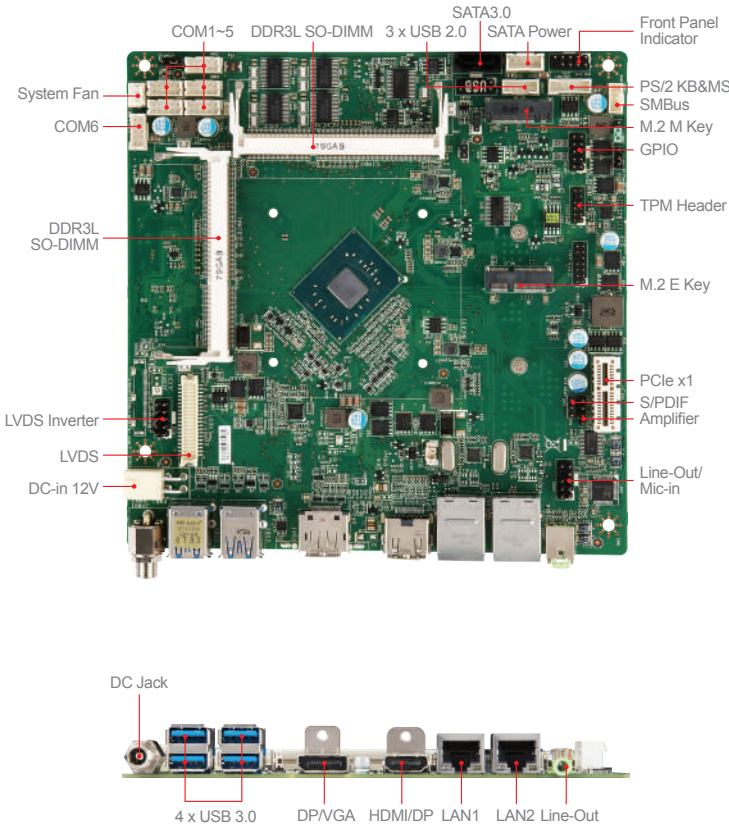 SATA3.0
COM1~5
DDR3L SO-DIMM
3 x USB 2.0
SATA Power
Front Panel
Indicator
System Fan
PS/2 KB&MS
SMBus
COM6
M.2 M Key
GPIO
79GAB
TPM Header
DDR3L
SO-DIMM
79GAB
M.2 E Key
PCIe x1
S/PDIF
LVDS Inverter
Amplifier
LVDS
Line-Out/
Mic-in
DC-in 12V
DC Jack
4 x USB 3.0
DP/VGA
HDMI/DP
LAN1
LAN2
Line-Out